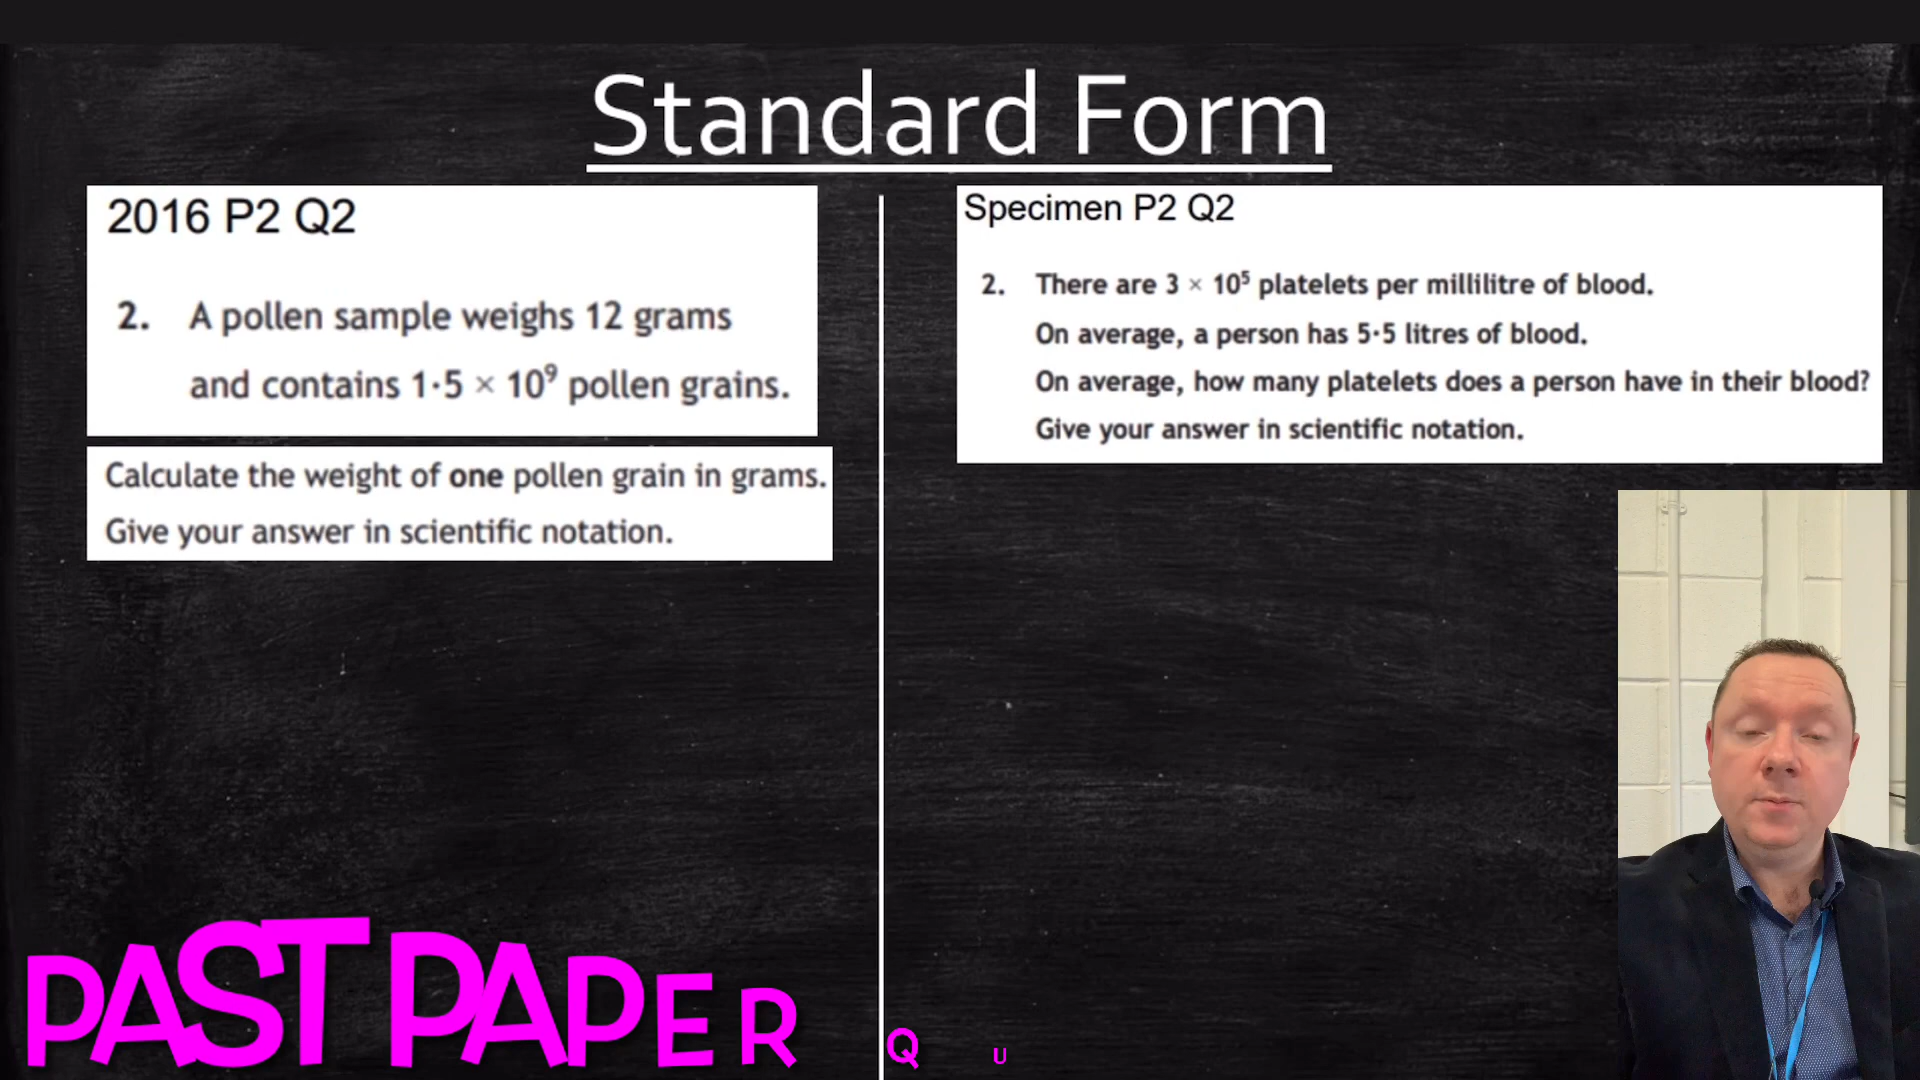 Standard Form
2016 P2 Q2
2. A pollen sample weighs 12 grams
and contains 1·5 × 10⁹ pollen grains.
Calculate the weight of one pollen grain in grams.
Give your answer in scientific notation.
Specimen P2 Q2
2. There are 3 × 10⁵ platelets per millilitre of blood.
On average, a person has 5·5 litres of blood.
On average, how many platelets does a person have in their blood?
Give your answer in scientific notation.
PAST PAPER Q U